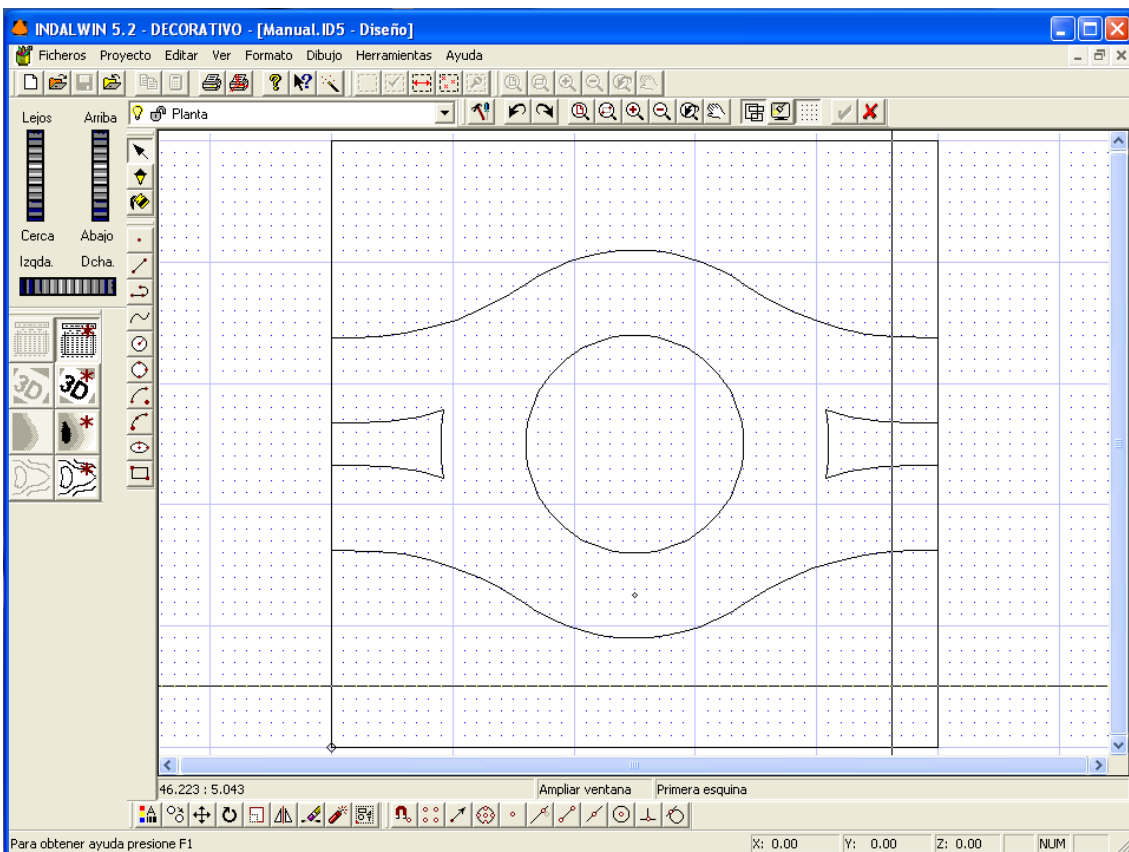 INDALWIN 5.2 - DECORATIVO - [Manual.ID5 - Diseño]
Ficheros Proyecto Editar Ver Formato Dibujo Herramientas Ayuda
Planta
Lejos Arriba
Cerca Abajo
Izqda. Dcha.
3D 3D
46.223 : 5.043 Ampliar ventana Primera esquina
Para obtener ayuda presione F1 X: 0.00 Y: 0.00 Z: 0.00 NUM